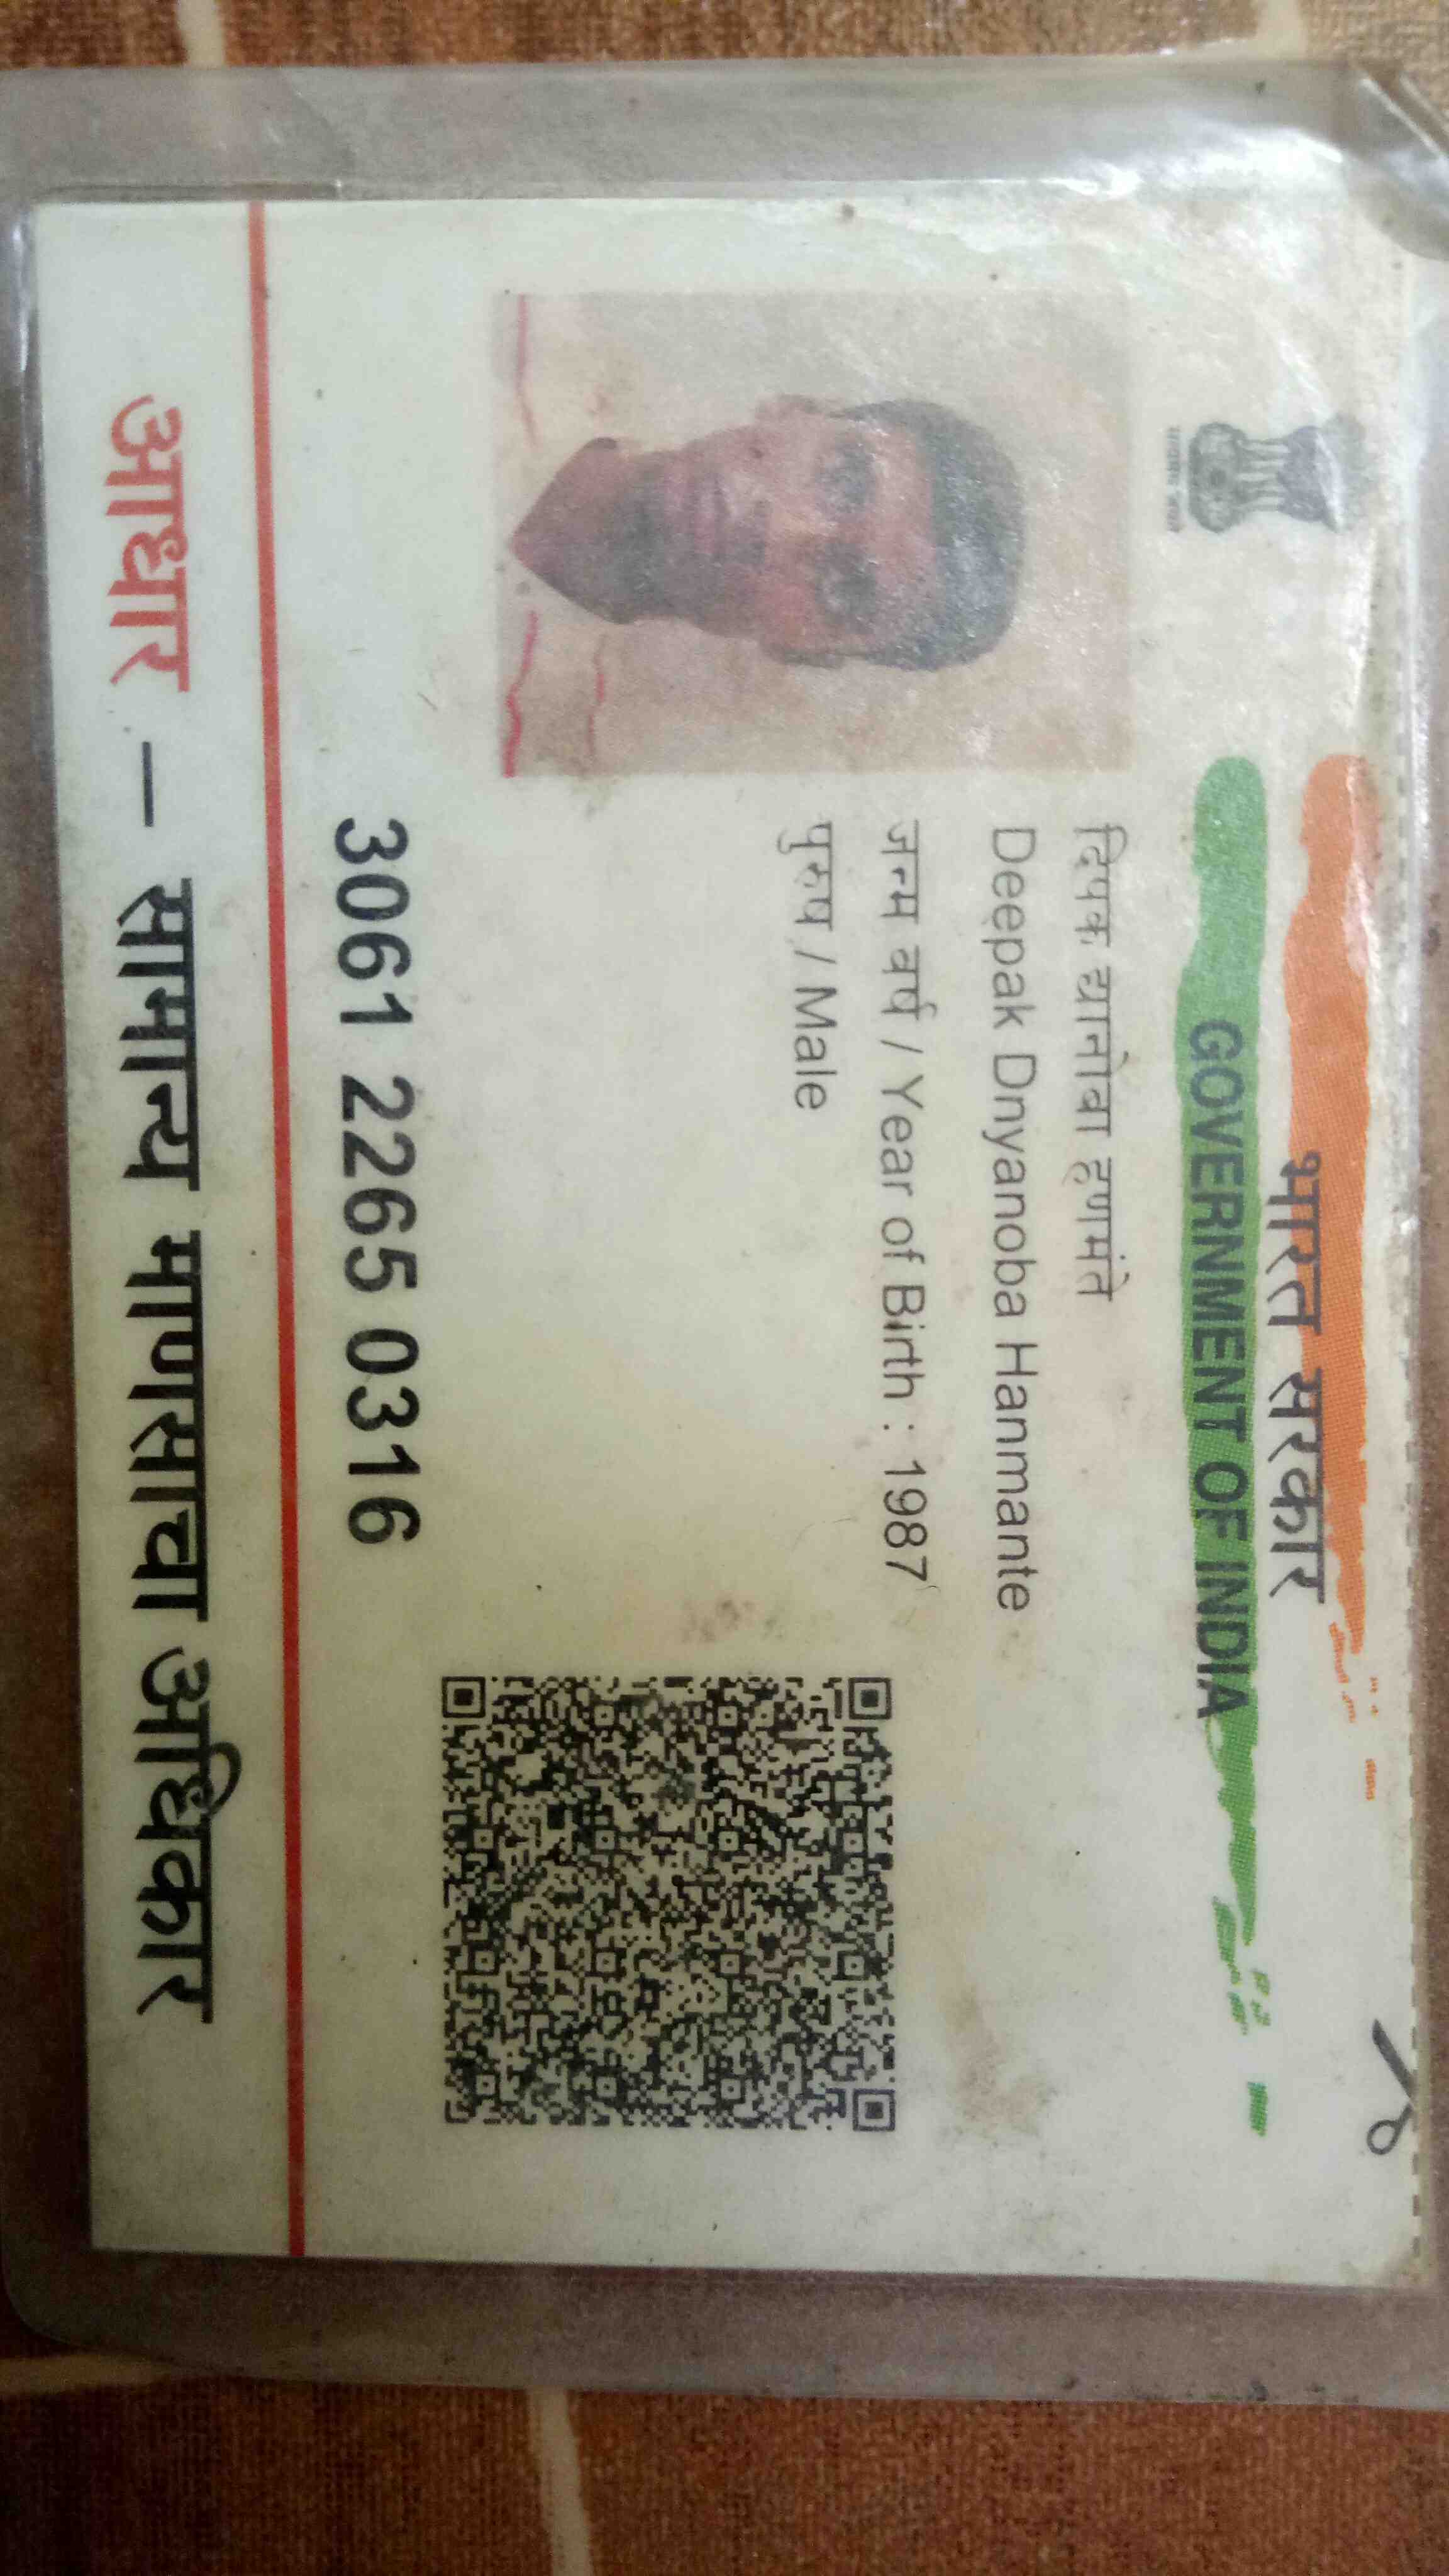 भारत सरकार
GOVERNMENT OF INDIA
दिपक द्यानोबा हणमंते
Deepak Dnyanoba Hanmante
जन्म वर्ष / Year of Birth : 1987
पुरुष / Male
3061 2265 0316
आधार – सामान्य माणसाचा अधिकार